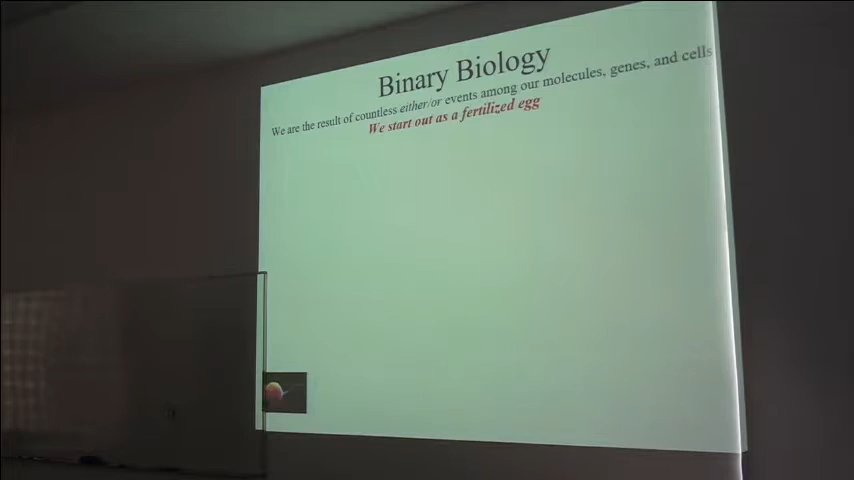 Binary Biology
We are the result of countless either/or events among our molecules, genes, and cells
We start out as a fertilized egg